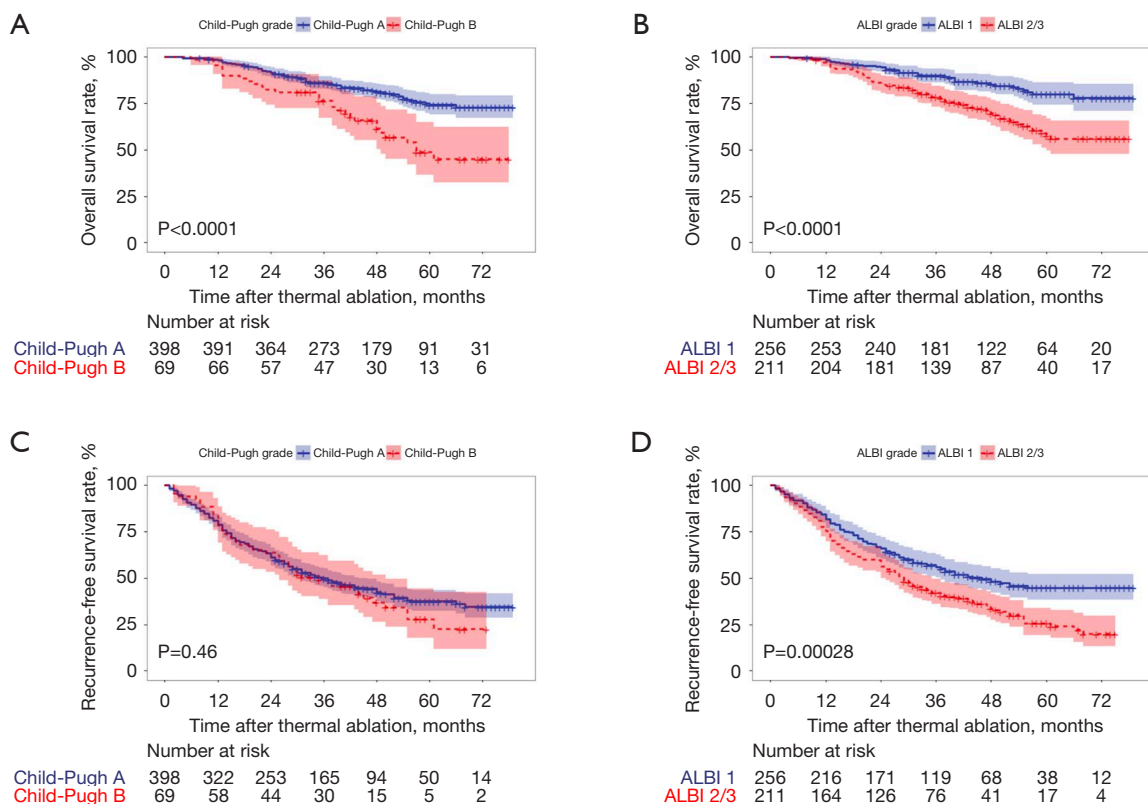 A
Child-Pugh grade Child-Pugh A Child-Pugh B
Overall survival rate, %
100
75
50
25
0
P<0.0001
0 12 24 36 48 60 72
Time after thermal ablation, months
Number at risk
Child-Pugh A 398 391 364 273 179 91 31
Child-Pugh B 69 66 57 47 30 13 6
B
ALBI grade ALBI 1 ALBI 2/3
Overall survival rate, %
100
75
50
25
0
P<0.0001
0 12 24 36 48 60 72
Time after thermal ablation, months
Number at risk
ALBI 1 256 253 240 181 122 64 20
ALBI 2/3 211 204 181 139 87 40 17
C
Child-Pugh grade Child-Pugh A Child-Pugh B
Recurrence-free survival rate, %
100
75
50
25
0
P=0.46
0 12 24 36 48 60 72
Time after thermal ablation, months
Number at risk
Child-Pugh A 398 322 253 165 94 50 14
Child-Pugh B 69 58 44 30 15 5 2
D
ALBI grade ALBI 1 ALBI 2/3
Recurrence-free survival rate, %
100
75
50
25
0
P=0.00028
0 12 24 36 48 60 72
Time after thermal ablation, months
Number at risk
ALBI 1 256 216 171 119 68 38 12
ALBI 2/3 211 164 126 76 41 17 4